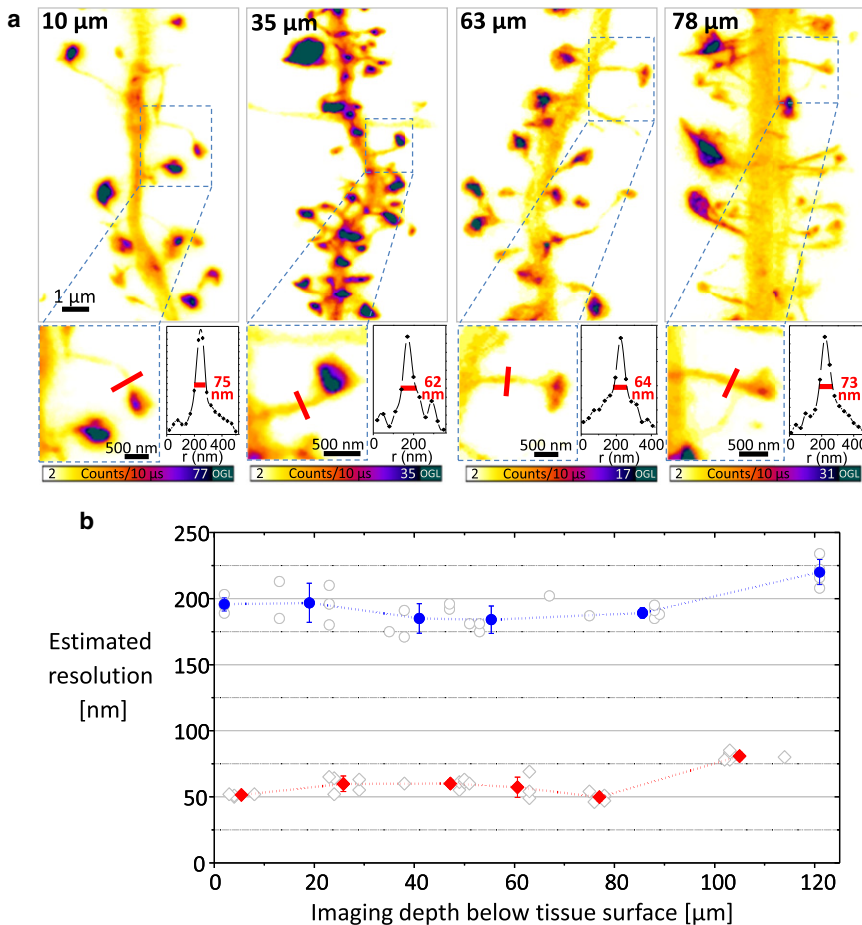 a
10 µm
35 µm
63 µm
78 µm
1 µm
75 nm
500 nm
0 200 400
r (nm)
62 nm
500 nm
0 200
r (nm)
64 nm
500 nm
0 200 400
r (nm)
73 nm
500 nm
0 200 400
r (nm)
2 Counts/10 µs 77 OGL
2 Counts/10 µs 35 OGL
2 Counts/10 µs 17 OGL
2 Counts/10 µs 31 OGL
b
250
200
150
100
50
0
Estimated
resolution
[nm]
0 20 40 60 80 100 120
Imaging depth below tissue surface [µm]